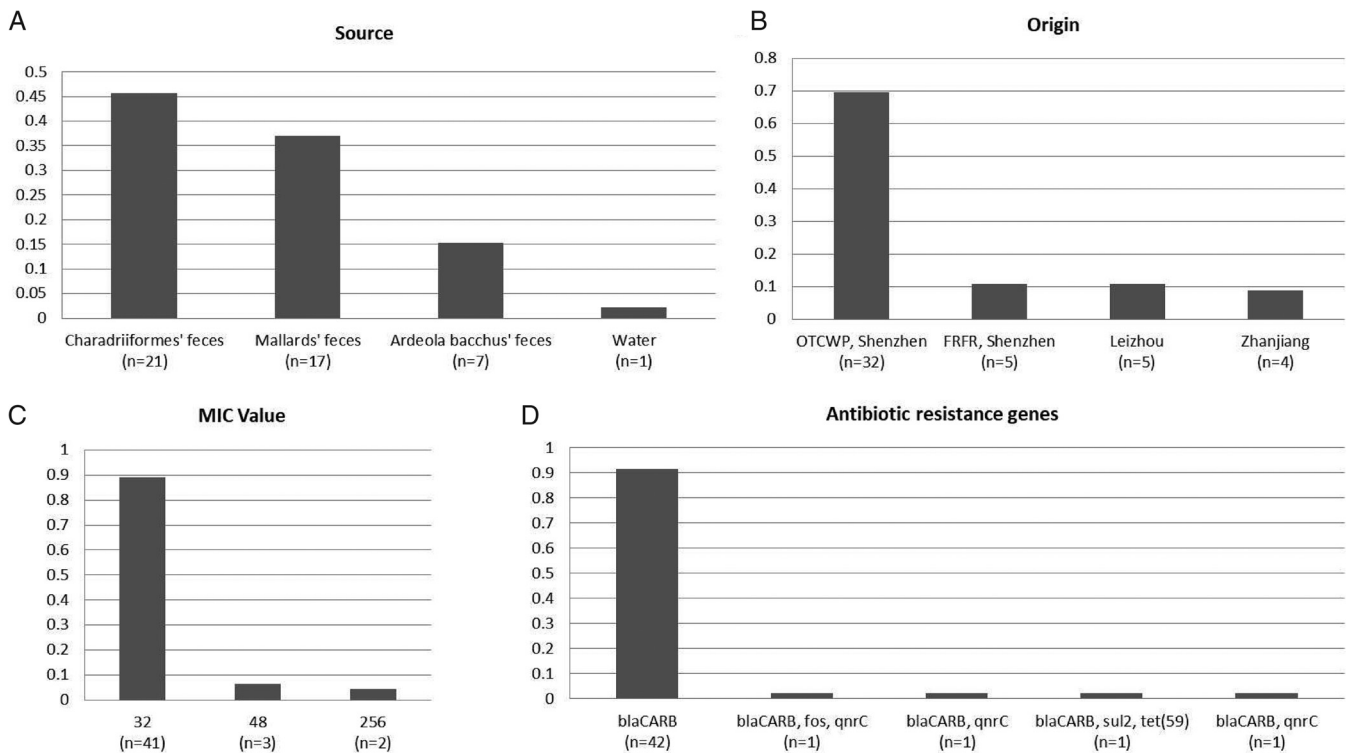 A
Source
0.5
0.45
0.4
0.35
0.3
0.25
0.2
0.15
0.1
0.05
0
Charadriiformes' feces
(n=21)
Mallards' feces
(n=17)
Ardeola bacchus' feces
(n=7)
Water
(n=1)
B
Origin
0.8
0.7
0.6
0.5
0.4
0.3
0.2
0.1
0
OTCWP, Shenzhen
(n=32)
FRFR, Shenzhen
(n=5)
Leizhou
(n=5)
Zhanjiang
(n=4)
C
MIC Value
1
0.9
0.8
0.7
0.6
0.5
0.4
0.3
0.2
0.1
0
32
(n=41)
48
(n=3)
256
(n=2)
D
Antibiotic resistance genes
1
0.9
0.8
0.7
0.6
0.5
0.4
0.3
0.2
0.1
0
blaCARB
(n=42)
blaCARB, fos, qnrC
(n=1)
blaCARB, qnrC
(n=1)
blaCARB, sul2, tet(59)
(n=1)
blaCARB, qnrC
(n=1)